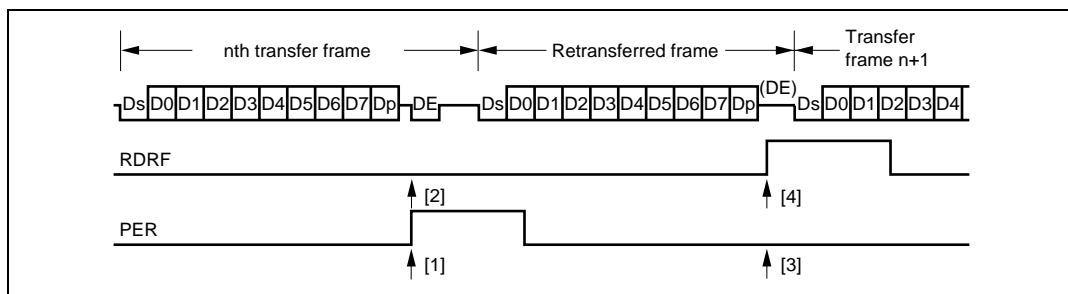 nth transfer frame Retransferred frame Transfer
frame n+1
Ds D0 D1 D2 D3 D4 D5 D6 D7 Dp DE Ds D0 D1 D2 D3 D4 D5 D6 D7 Dp (DE) Ds D0 D1 D2 D3 D4
RDRF
[2] [4]
PER
[1] [3]